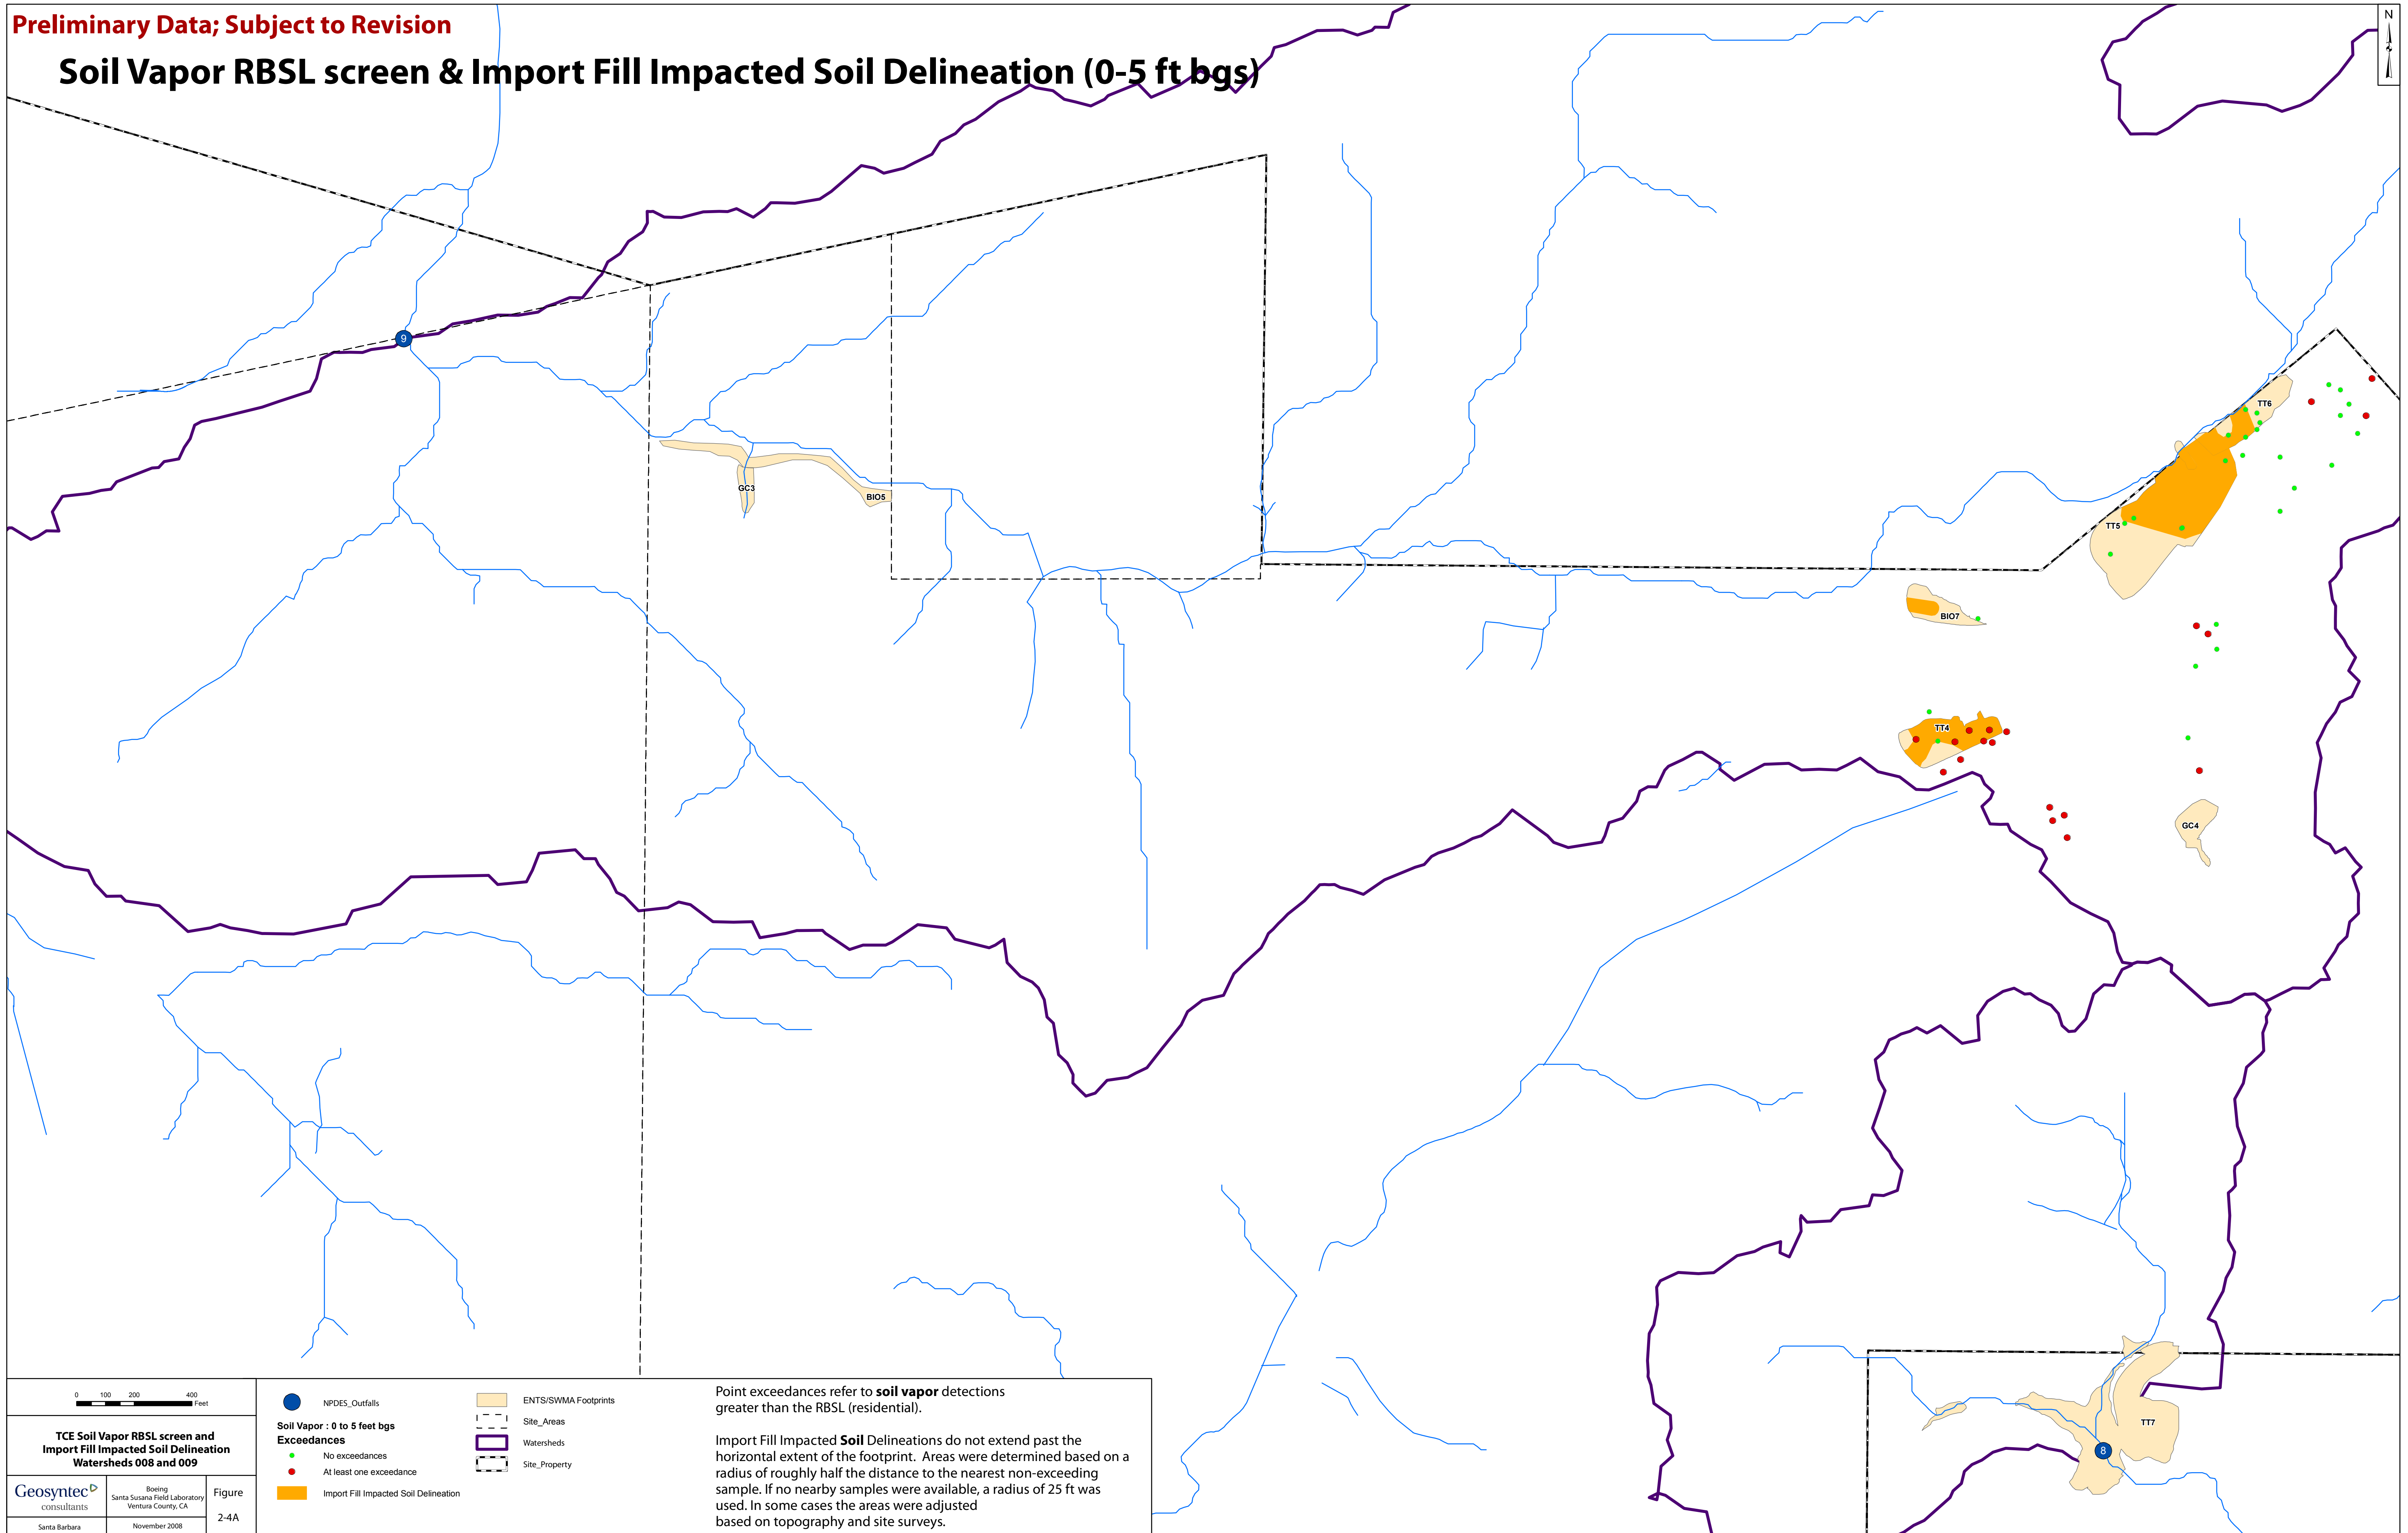 Preliminary Data; Subject to Revision
Soil Vapor RBSL screen & Import Fill Impacted Soil Delineation (0-5 ft bgs)
N
9
TT6
GC3
BIO5
TT5
BIO7
TT4
GC4
TT7
8
0 100 200 400
Feet
TCE Soil Vapor RBSL screen and
Import Fill Impacted Soil Delineation
Watersheds 008 and 009
Geosyntec
consultants
Boeing
Santa Susana Field Laboratory
Ventura County, CA
Figure
2-4A
Santa Barbara
November 2008
NPDES_Outfalls
Soil Vapor : 0 to 5 feet bgs
Exceedances
No exceedances
At least one exceedance
Import Fill Impacted Soil Delineation
ENTS/SWMA Footprints
Site_Areas
Watersheds
Site_Property
Point exceedances refer to soil vapor detections
greater than the RBSL (residential).
Import Fill Impacted Soil Delineations do not extend past the
horizontal extent of the footprint. Areas were determined based on a
radius of roughly half the distance to the nearest non-exceeding
sample. If no nearby samples were available, a radius of 25 ft was
used. In some cases the areas were adjusted
based on topography and site surveys.